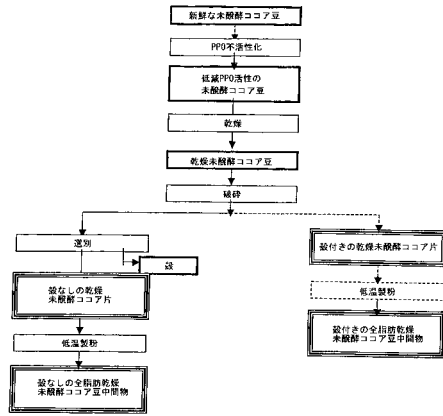 新鮮な未醗酵ココア豆
PPO不活性化
低減PPO活性の
未醗酵ココア豆
乾燥
乾燥未醗酵ココア豆
破砕
選別
殻
殻なしの乾燥
未醗酵ココア片
低温製粉
殻なしの全脂肪乾燥
未醗酵ココア豆中間物
殻付きの乾燥未醗酵ココア片
低温製粉
殻付きの全脂肪乾燥
未醗酵ココア豆中間物